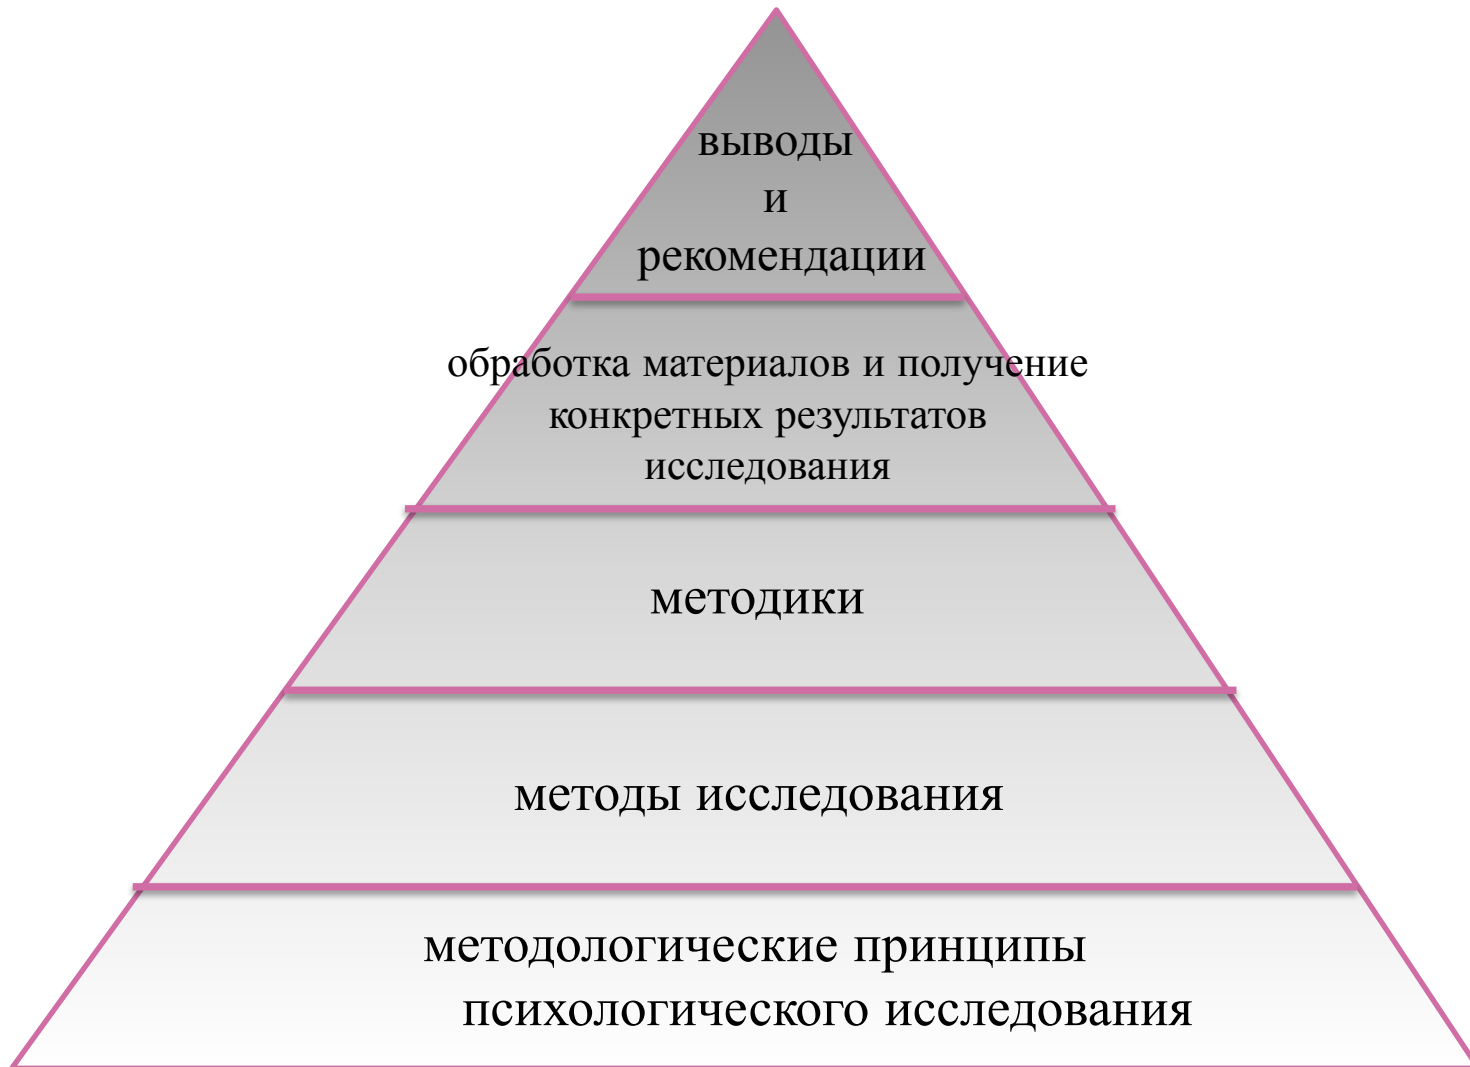 выводы
и
рекомендации
обработка материалов и получение
конкретных результатов
исследования
методики
методы исследования
методологические принципы
психологического исследования